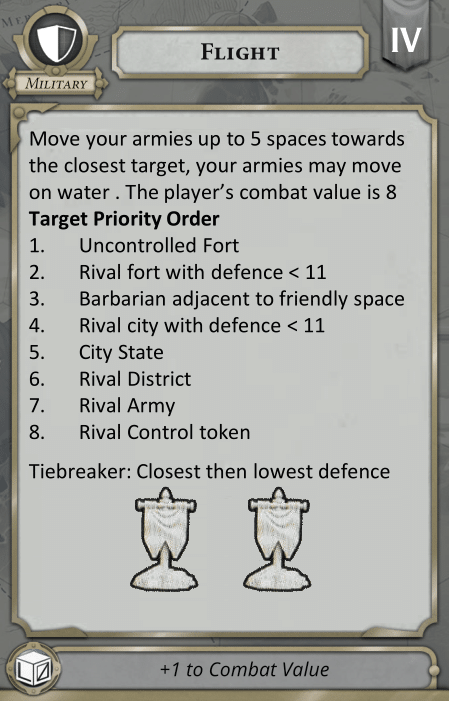 FLIGHT
IV
MILITARY
Move your armies up to 5 spaces towards
the closest target, your armies may move
on water . The player's combat value is 8
Target Priority Order
1. Uncontrolled Fort
2. Rival fort with defence < 11
3. Barbarian adjacent to friendly space
4. Rival city with defence < 11
5. City State
6. Rival District
7. Rival Army
8. Rival Control token
Tiebreaker: Closest then lowest defence
+1 to Combat Value